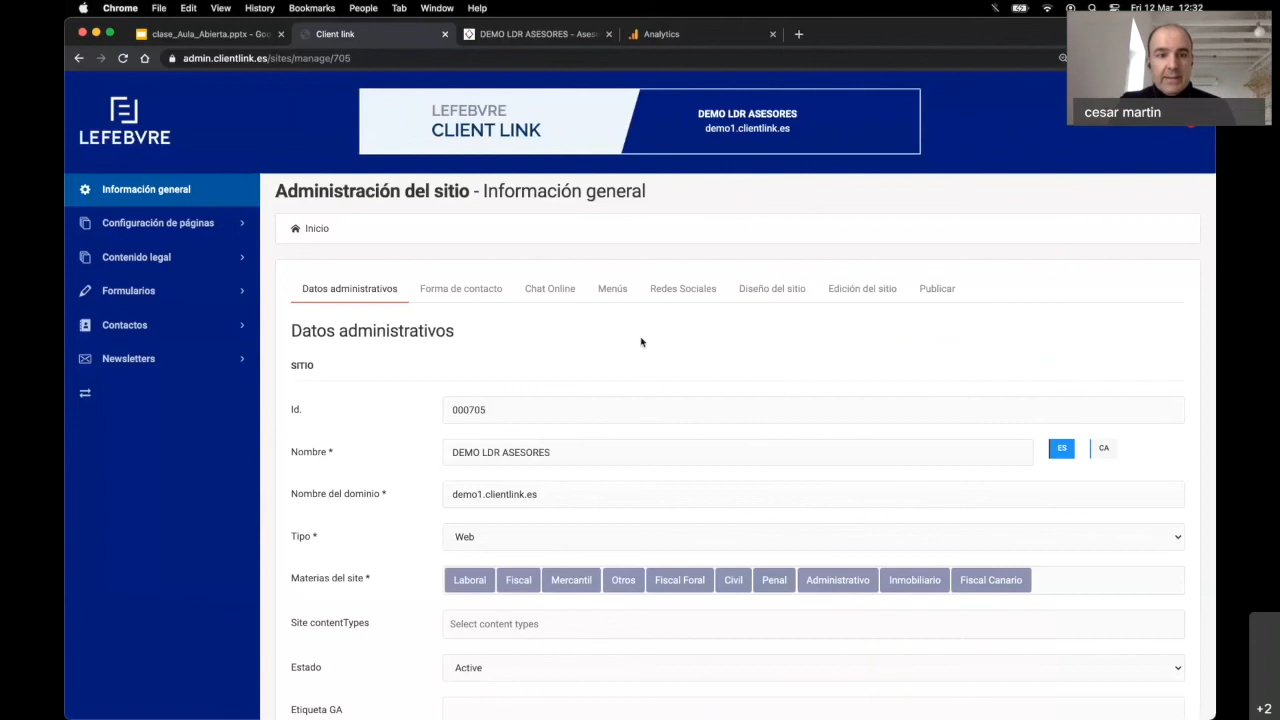 Chrome File Edit View History Bookmarks People Tab Window Help Fri 12 Mar 12:32
clase_Aula_Abierta.pptx - Goo Client link DEMO LDR ASESORES - Ases Analytics
admin.clientlink.es/sites/manage/705
cesar martin
LEFEBVRE
LEFEBVRE
CLIENT LINK
DEMO LDR ASESORES
demo1.clientlink.es
Información general
Configuración de páginas
Contenido legal
Formularios
Contactos
Newsletters
Administración del sitio - Información general
Inicio
Datos administrativos Forma de contacto Chat Online Menús Redes Sociales Diseño del sitio Edición del sitio Publicar
Datos administrativos
SITIO
Id. 000705
Nombre * DEMO LDR ASESORES ES CA
Nombre del dominio * demo1.clientlink.es
Tipo * Web
Materias del site * Laboral Fiscal Mercantil Otros Fiscal Foral Civil Penal Administrativo Inmobiliario Fiscal Canario
Site contentTypes Select content types
Estado Active
Etiqueta GA
+2